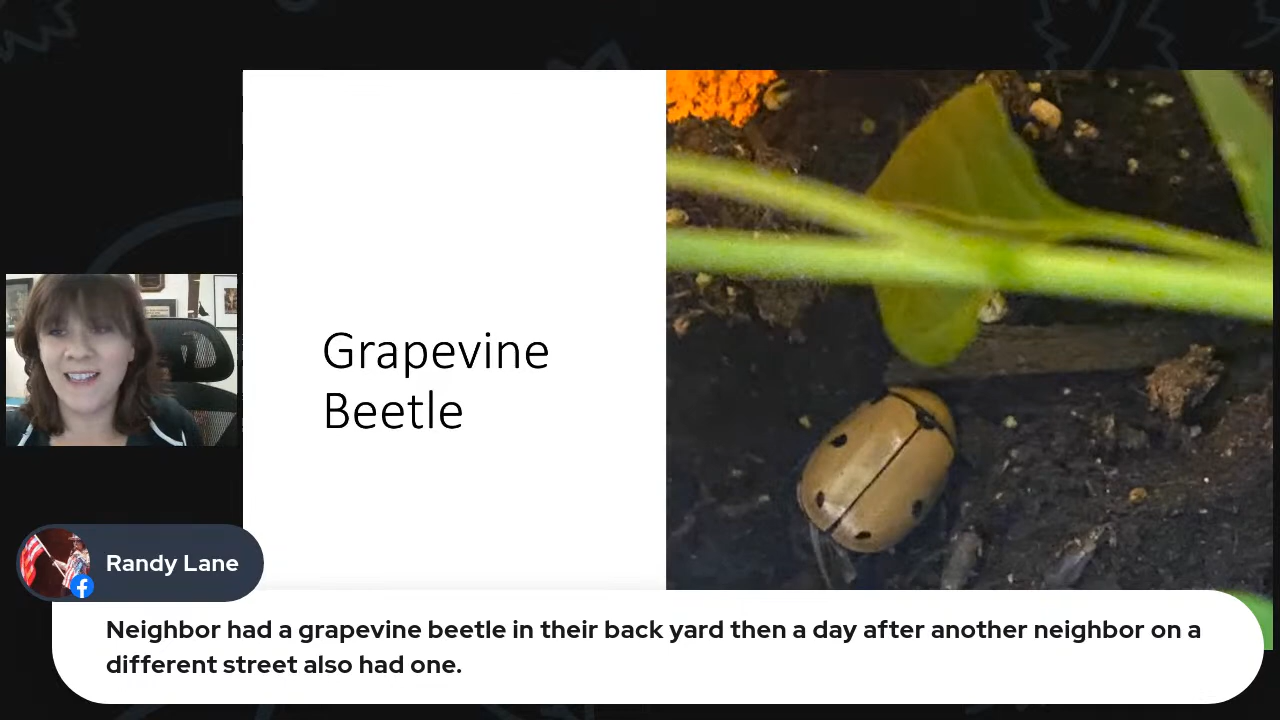 Grapevine
Beetle
Randy Lane
Neighbor had a grapevine beetle in their back yard then a day after another neighbor on a
different street also had one.